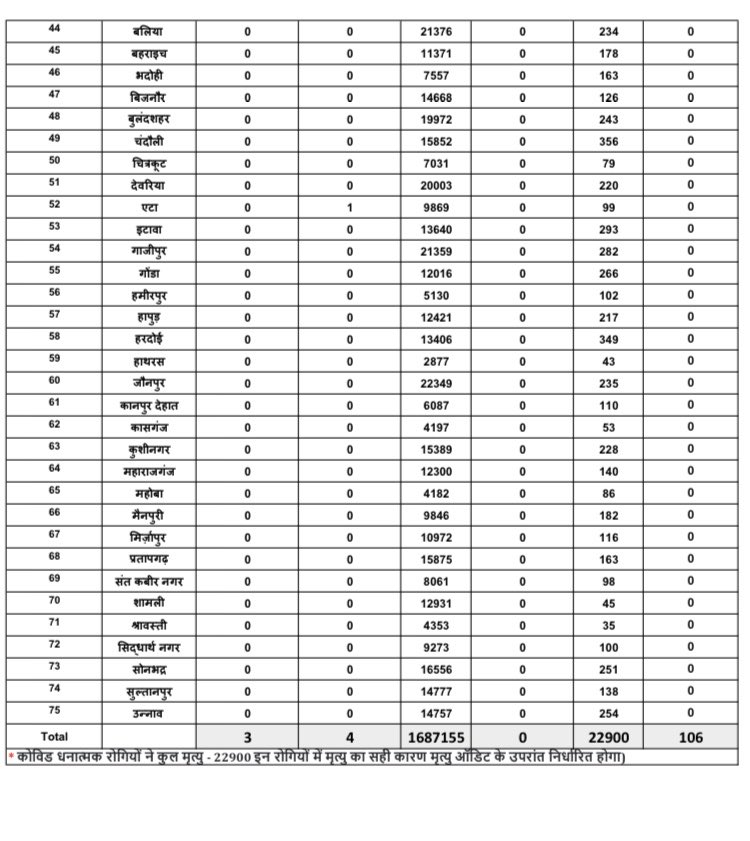 44 बलिया 0 0 21376 0 234 0
45 बहराइच 0 0 11371 0 178 0
46 भदोही 0 0 7557 0 163 0
47 बिजनौर 0 0 14668 0 126 0
48 बुलंदशहर 0 0 19972 0 243 0
49 चंदौली 0 0 15852 0 356 0
50 चित्रकूट 0 0 7031 0 79 0
51 देवरिया 0 0 20003 0 220 0
52 एटा 0 1 9869 0 99 0
53 इटावा 0 0 13640 0 293 0
54 गाजीपुर 0 0 21359 0 282 0
55 गोंडा 0 0 12016 0 266 0
56 हमीरपुर 0 0 5130 0 102 0
57 हापुड़ 0 0 12421 0 217 0
58 हरदोई 0 0 13406 0 349 0
59 हाथरस 0 0 2877 0 43 0
60 जौनपुर 0 0 22349 0 235 0
61 कानपुर देहात 0 0 6087 0 110 0
62 कासगंज 0 0 4197 0 53 0
63 कुशीनगर 0 0 15389 0 228 0
64 महाराजगंज 0 0 12300 0 140 0
65 महोबा 0 0 4182 0 86 0
66 मैनपुरी 0 0 9846 0 182 0
67 मिर्ज़ापुर 0 0 10972 0 116 0
68 प्रतापगढ़ 0 0 15875 0 163 0
69 संत कबीर नगर 0 0 8061 0 98 0
70 शामली 0 0 12931 0 45 0
71 श्रावस्ती 0 0 4353 0 35 0
72 सिद्धार्थ नगर 0 0 9273 0 100 0
73 सोनभद्र 0 0 16556 0 251 0
74 सुल्तानपुर 0 0 14777 0 138 0
75 उन्नाव 0 0 14757 0 254 0
Total 3 4 1687155 0 22900 106
* कोविड धनात्मक रोगियों ने कुल मृत्यु - 22900 इन रोगियों में मृत्यु का सही कारण मृत्यु ऑडिट के उपरांत निर्धारित होगा)